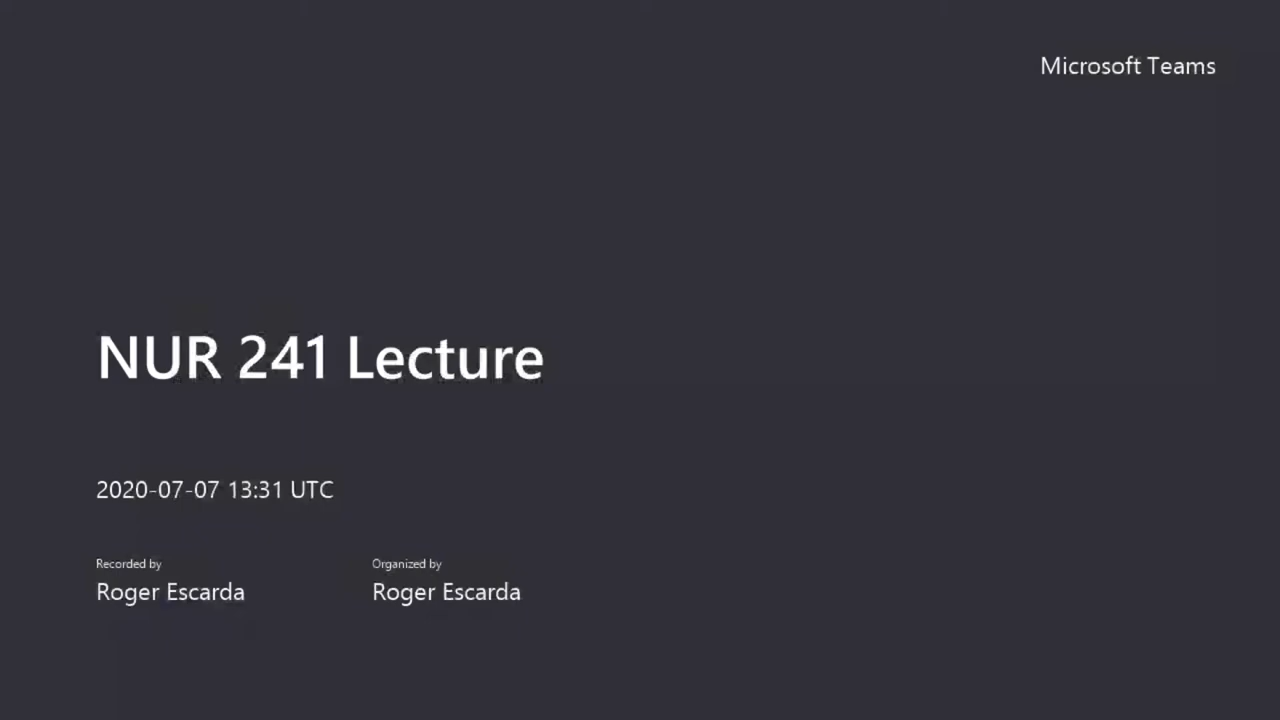 Microsoft Teams
NUR 241 Lecture
2020-07-07 13:31 UTC
Recorded by
Organized by
Roger Escarda
Roger Escarda